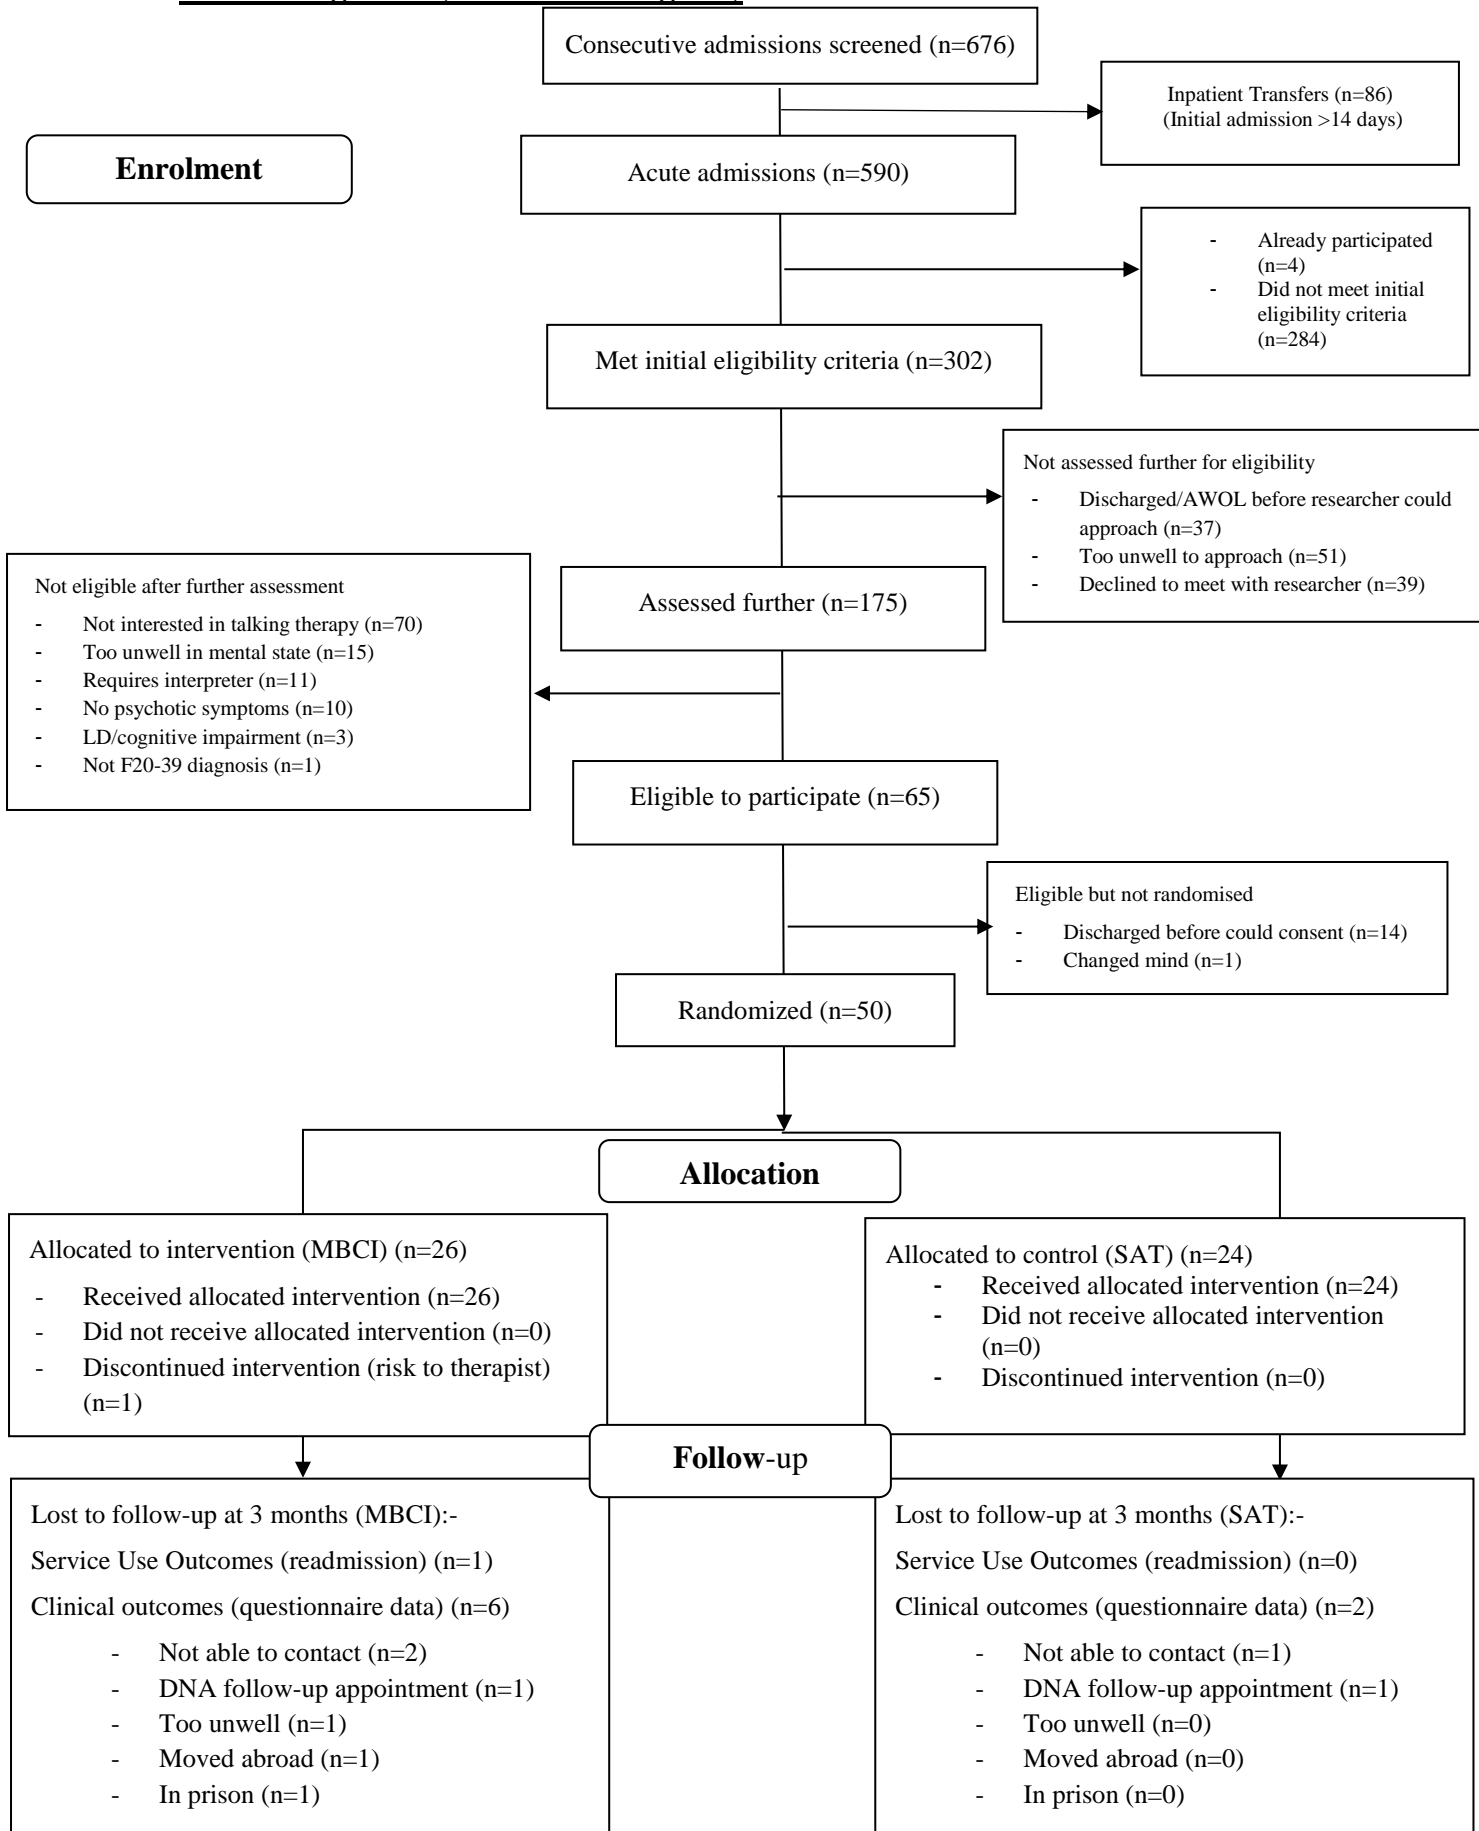 Consecutive admissions screened (n=676)
Inpatient Transfers (n=86)
(Initial admission >14 days)
Enrolment
Acute admissions (n=590)
- Already participated
(n=4)
- Did not meet initial
eligibility criteria
(n=284)
Met initial eligibility criteria (n=302)
Not assessed further for eligibility
- Discharged/AWOL before researcher could
approach (n=37)
- Too unwell to approach (n=51)
- Declined to meet with researcher (n=39)
Assessed further (n=175)
Not eligible after further assessment
- Not interested in talking therapy (n=70)
- Too unwell in mental state (n=15)
- Requires interpreter (n=11)
- No psychotic symptoms (n=10)
- LD/cognitive impairment (n=3)
- Not F20-39 diagnosis (n=1)
Eligible to participate (n=65)
Eligible but not randomised
- Discharged before could consent (n=14)
- Changed mind (n=1)
Randomized (n=50)
Allocation
Allocated to intervention (MBCI) (n=26)
- Received allocated intervention (n=26)
- Did not receive allocated intervention (n=0)
- Discontinued intervention (risk to therapist)
(n=1)
Allocated to control (SAT) (n=24)
- Received allocated intervention (n=24)
- Did not receive allocated intervention
(n=0)
- Discontinued intervention (n=0)
Follow-up
Lost to follow-up at 3 months (MBCI):-
Service Use Outcomes (readmission) (n=1)
Clinical outcomes (questionnaire data) (n=6)
- Not able to contact (n=2)
- DNA follow-up appointment (n=1)
- Too unwell (n=1)
- Moved abroad (n=1)
- In prison (n=1)
Lost to follow-up at 3 months (SAT):-
Service Use Outcomes (readmission) (n=0)
Clinical outcomes (questionnaire data) (n=2)
- Not able to contact (n=1)
- DNA follow-up appointment (n=1)
- Too unwell (n=0)
- Moved abroad (n=0)
- In prison (n=0)